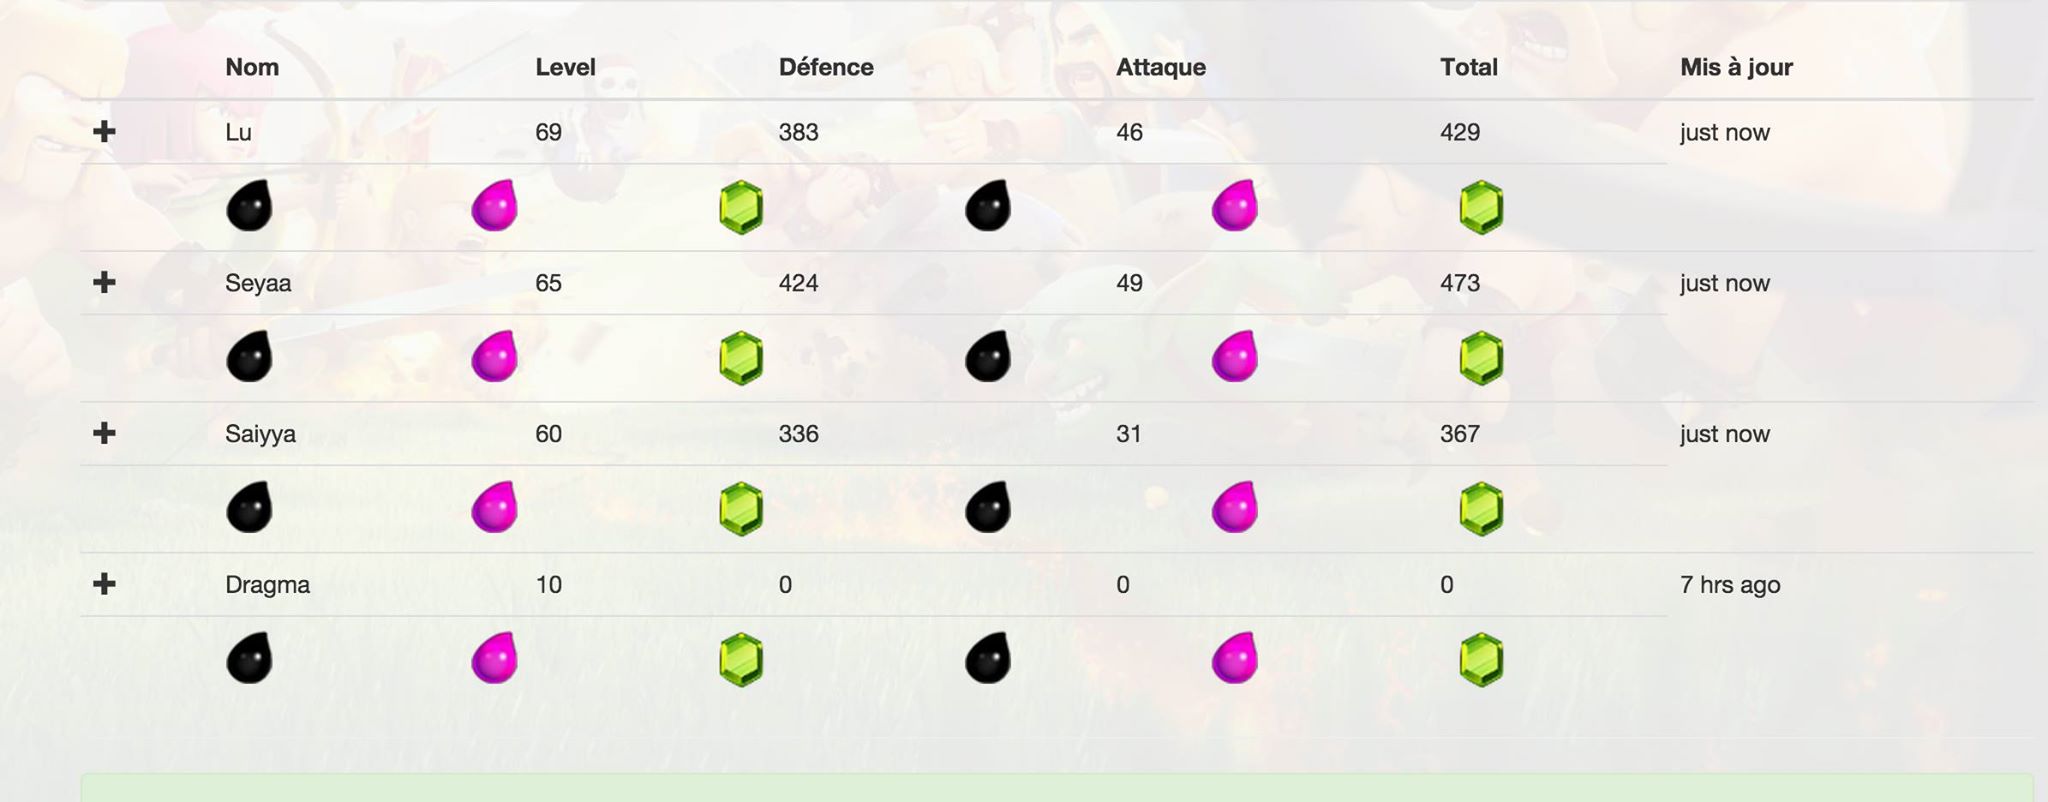 Nom Level Défence Attaque Total Mis à jour
Lu 69 383 46 429 just now
Seyaa 65 424 49 473 just now
Saiyya 60 336 31 367 just now
Dragma 10 0 0 0 7 hrs ago